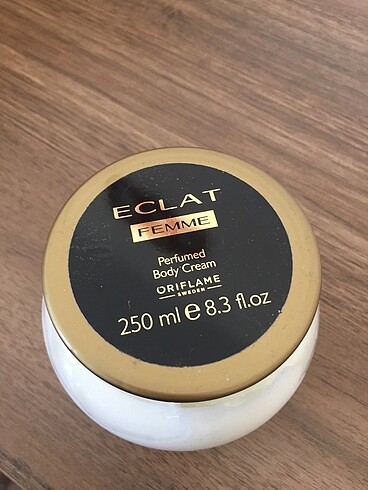 ECLAT
FEMME
Perfumed
Body Cream
ORIFLAME
SWEDEN
250 ml e 8.3 fl.oz